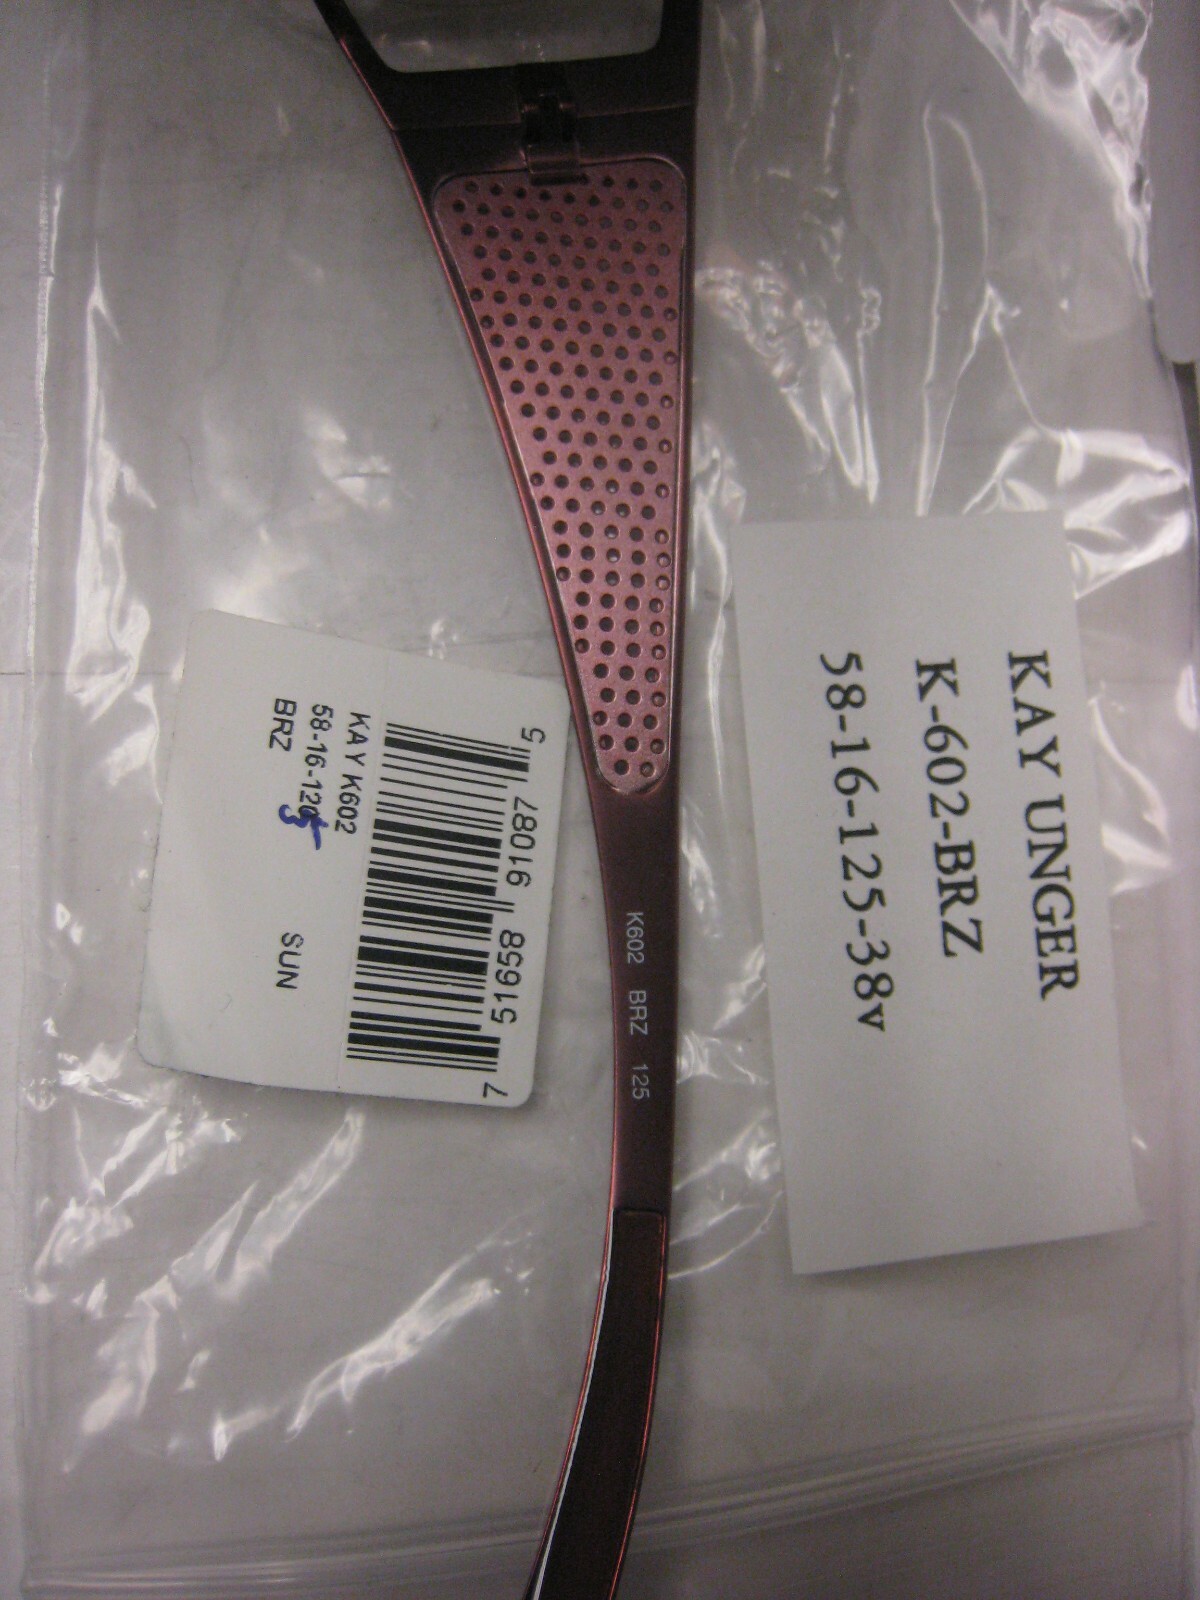 KAY UNGER
K-602-BRZ
58-16-125-38v
K602 BRZ 125
7 51658 91087 5
KAY K602
58-16-125
BRZ SUN